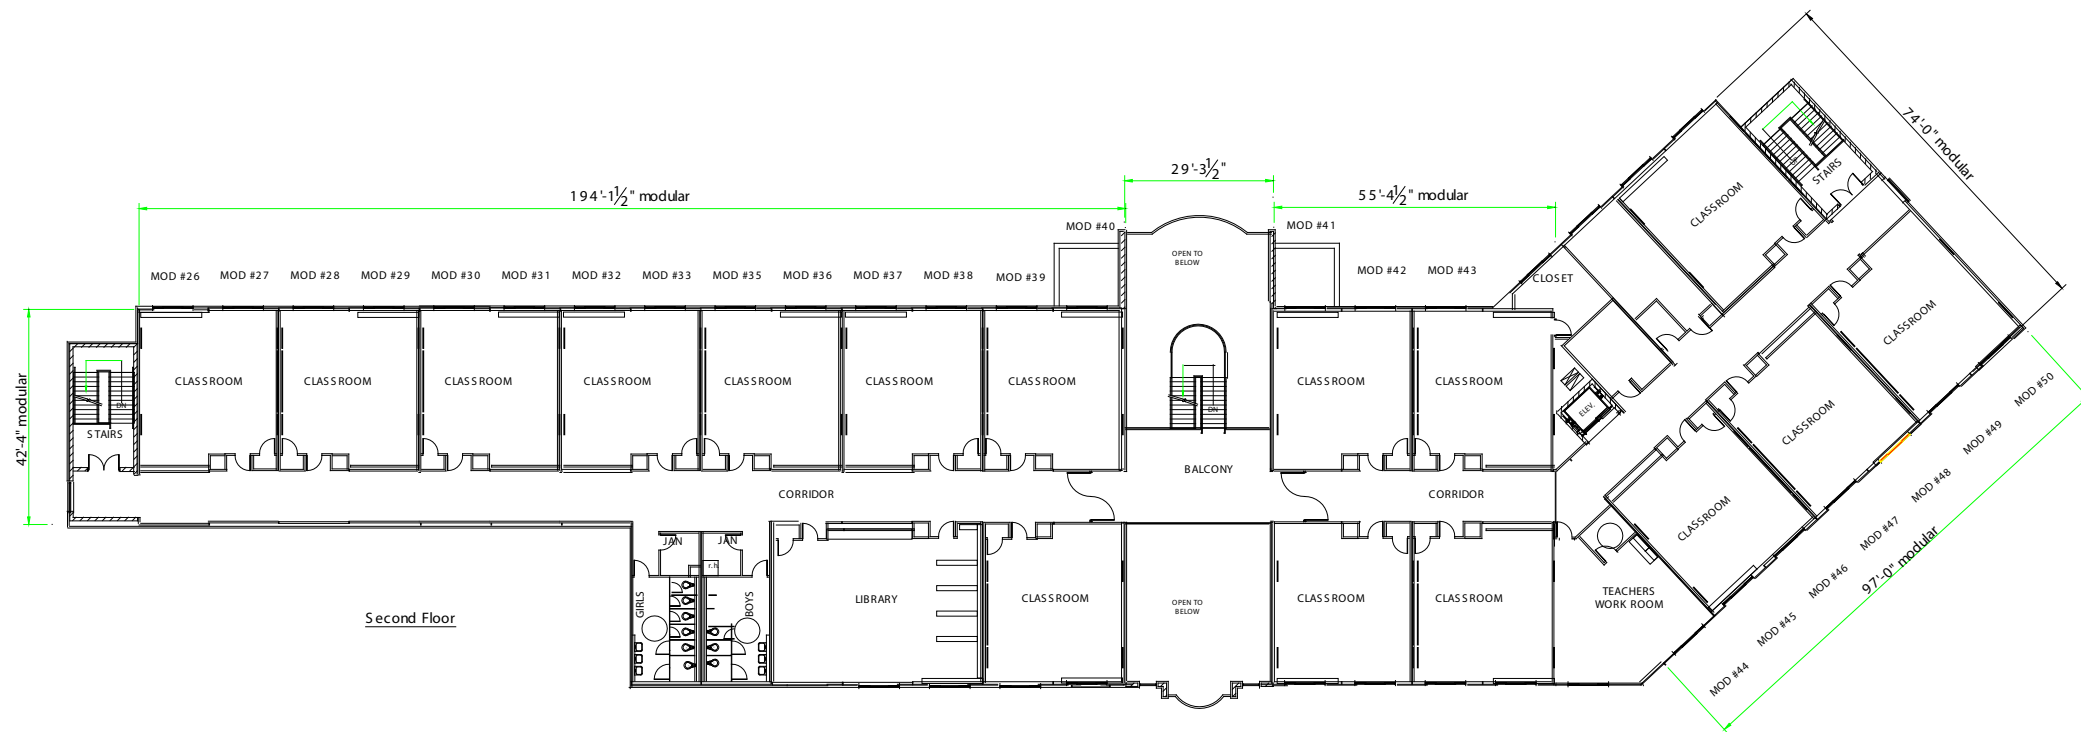 74'-0" modular
29'-3½"
194'-1½" modular
55'-4½" modular
MOD #40
MOD #41
MOD #26
MOD #27
MOD #28
MOD #29
MOD #30
MOD #31
MOD #32
MOD #33
MOD #35
MOD #36
MOD #37
MOD #38
MOD #39
MOD #42
MOD #43
OPEN TO
BELOW
CLOSET
CLASSROOM
STAIRS
CLASSROOM
42'-4" modular
CLASSROOM
CLASSROOM
CLASSROOM
CLASSROOM
CLASSROOM
CLASSROOM
CLASSROOM
CLASSROOM
CLASSROOM
DN
STAIRS
DN
ELEV.
CLASSROOM
CLASSROOM
BALCONY
CORRIDOR
CORRIDOR
MOD #50
MOD #49
MOD #48
MOD #47
MOD #46
MOD #45
MOD #44
97'-0" modular
JAN
JAN
r.h
GIRLS
BOYS
LIBRARY
CLASSROOM
OPEN TO
BELOW
CLASSROOM
CLASSROOM
TEACHERS
WORK ROOM
Second Floor